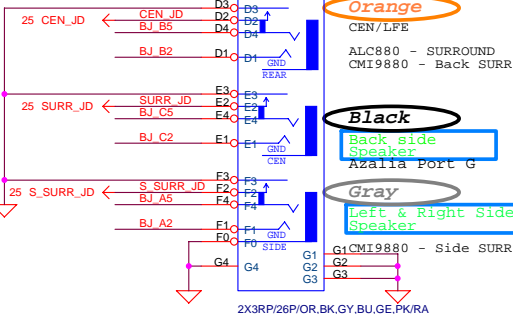 D3 D3 Orange
25 CEN_JD CEN_JD D2 D2
BJ_B5 D4 D4 CEN/LFE
BJ_B2 D1 D1 ALC880 - SURROUND
GND CMI9880 - Back SURR
REAR
E3 E3
25 SURR_JD SURR_JD E2 E2
BJ_C5 E4 E4 Black
BJ_C2 E1 E1 Back side
GND Speaker
CEN Azalia Port G
F3 F3
25 S_SURR_JD S_SURR_JD F2 F2 Gray
BJ_A5 F4 F4 Left & Right Side
Speaker
BJ_A2 F1 F1 GND
F0 F0 SIDE
G1 G1 CMI9880 - Side SURR
G4 G4 G2 G2
G3 G3
2X3RP/26P/OR,BK,GY,BU,GE,PK/RA